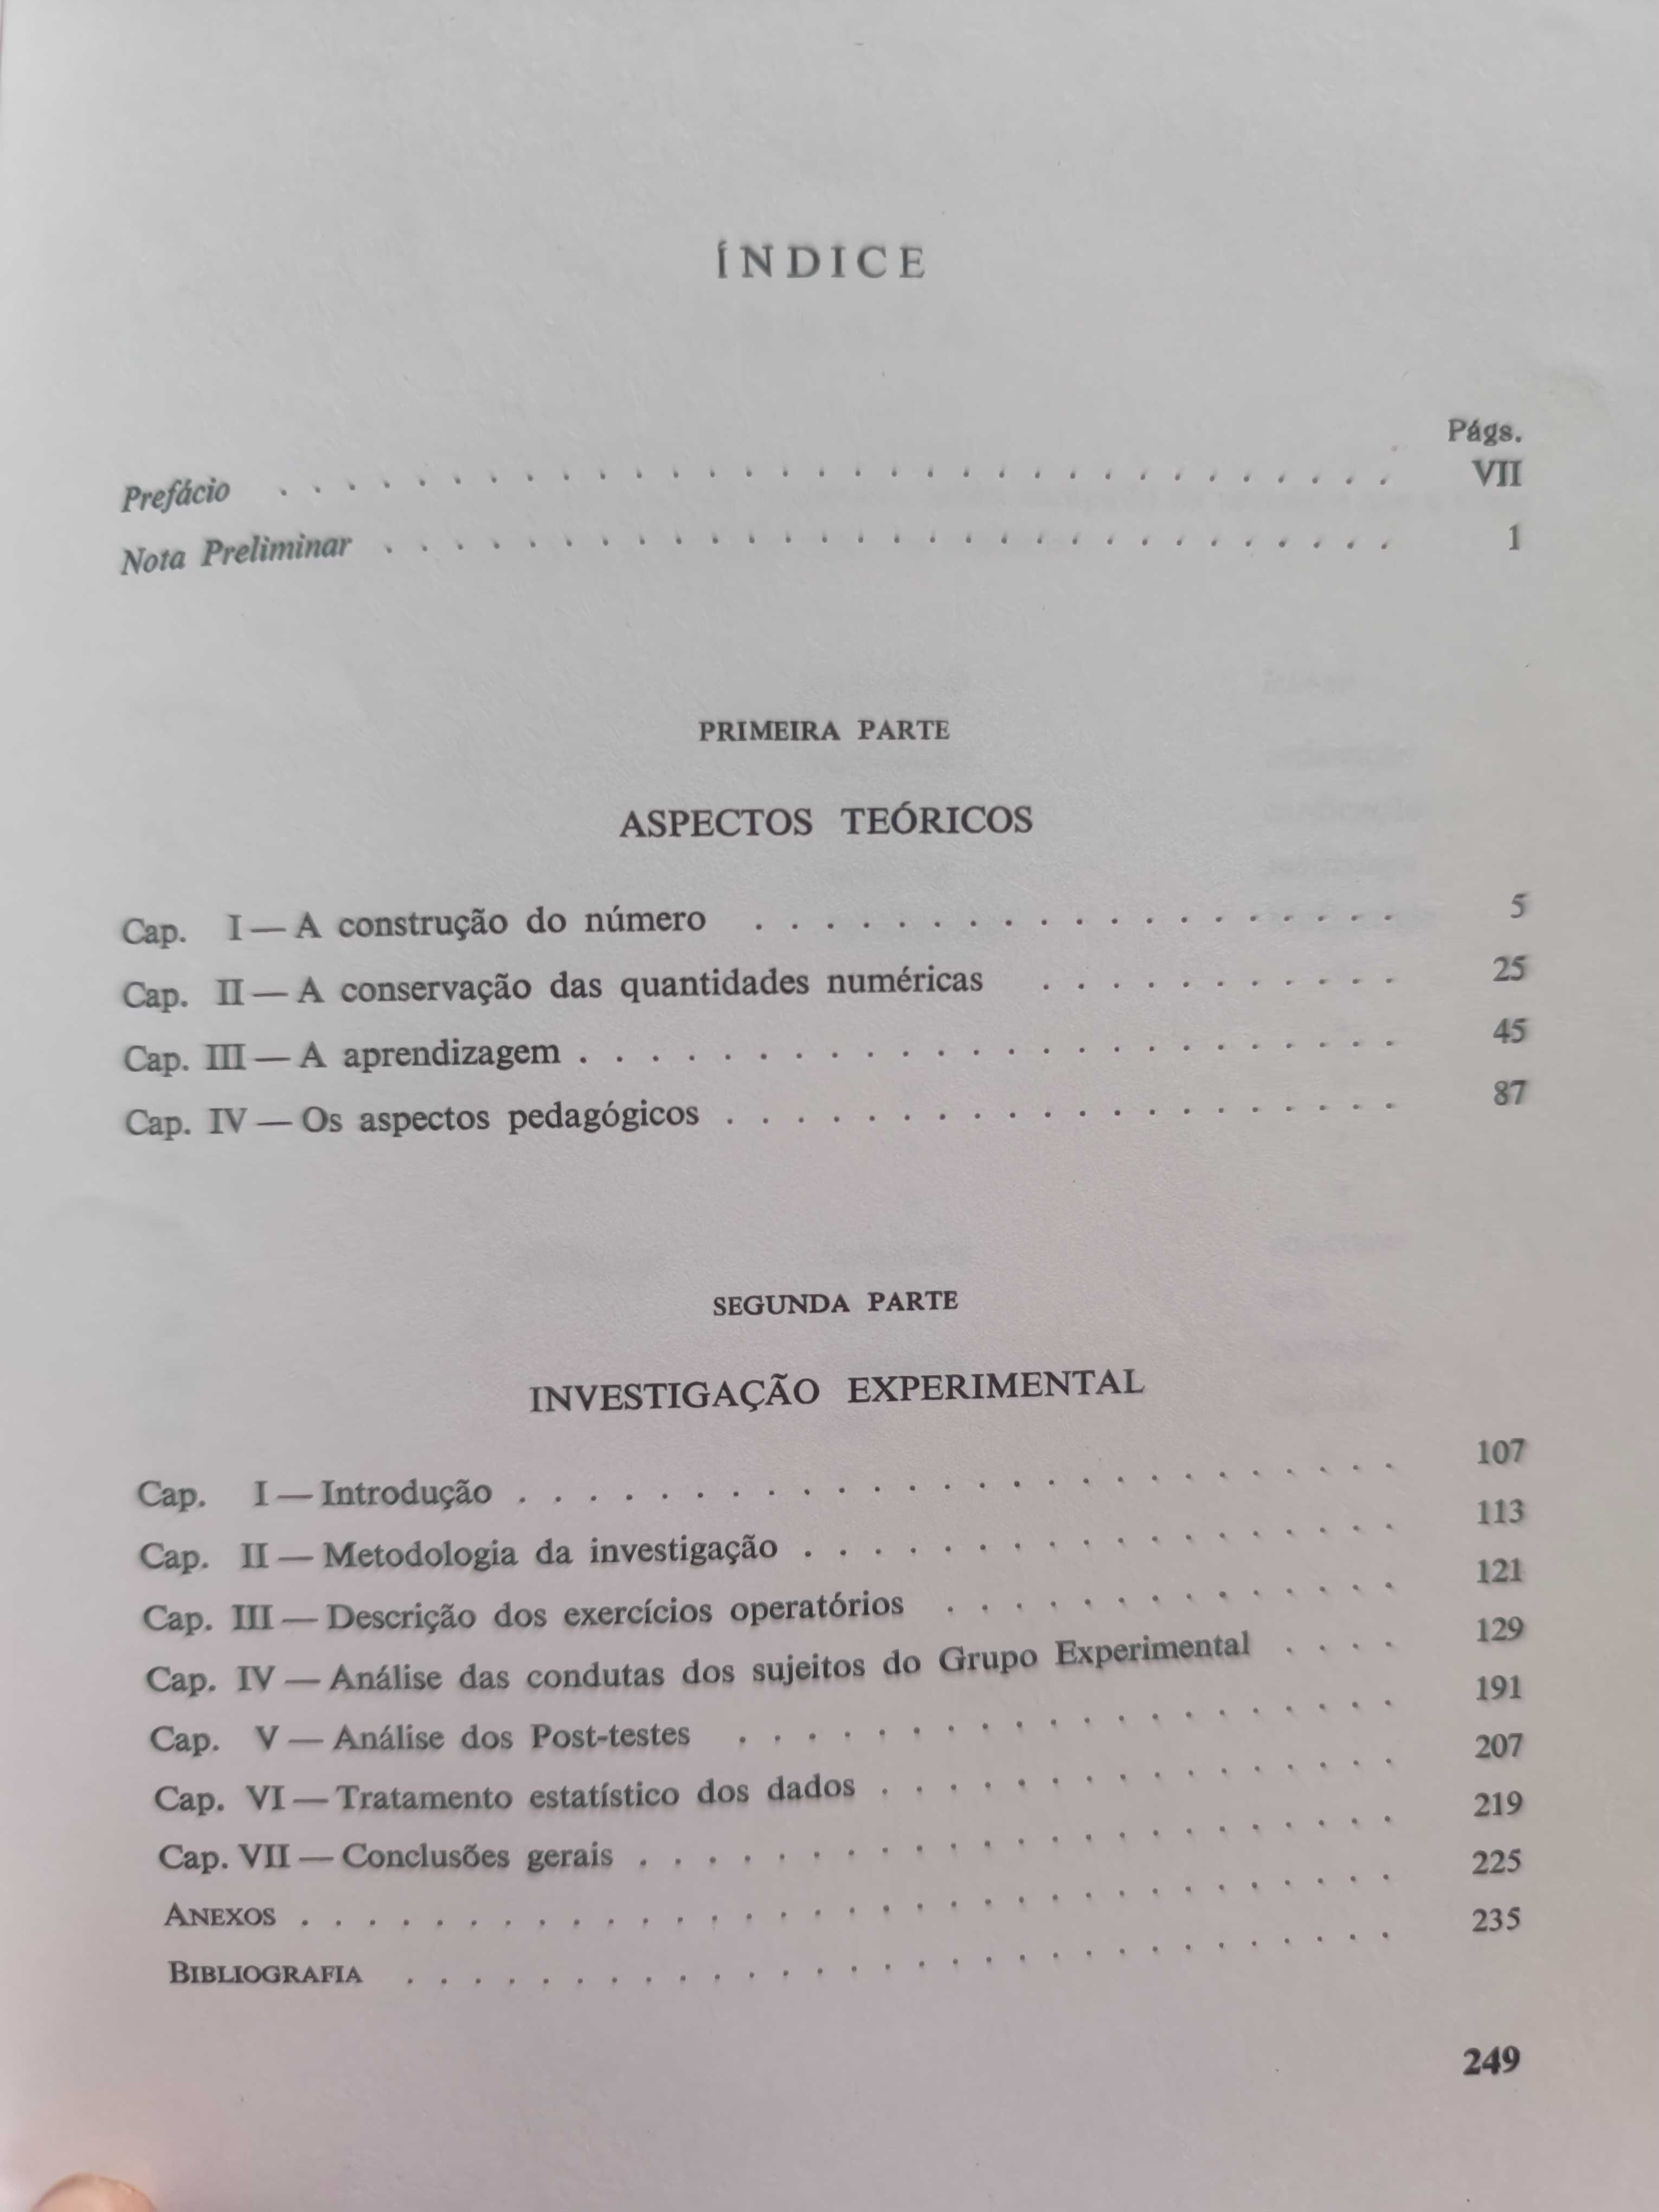 ÍNDICE
Págs.
Prefácio . . . . . . . . . . . . . . . . . . . . . . . . . . . . . . . . VII
Nota Preliminar . . . . . . . . . . . . . . . . . . . . . . . . . . . . . 1
PRIMEIRA PARTE
ASPECTOS TEÓRICOS
Cap. I — A construção do número . . . . . . . . . . . . . . . . . . . 5
Cap. II — A conservação das quantidades numéricas . . . . . . . . . . . 25
Cap. III — A aprendizagem . . . . . . . . . . . . . . . . . . . . . . . . 45
Cap. IV — Os aspectos pedagógicos . . . . . . . . . . . . . . . . . . . . 87
SEGUNDA PARTE
INVESTIGAÇÃO EXPERIMENTAL
Cap. I — Introdução . . . . . . . . . . . . . . . . . . . . . . . . . . 107
Cap. II — Metodologia da investigação . . . . . . . . . . . . . . . . . . 113
Cap. III — Descrição dos exercícios operatórios . . . . . . . . . . . . . . 121
Cap. IV — Análise das condutas dos sujeitos do Grupo Experimental . . . . 129
Cap. V — Análise dos Post-testes . . . . . . . . . . . . . . . . . . . . 191
Cap. VI — Tratamento estatístico dos dados . . . . . . . . . . . . . . . . 207
Cap. VII — Conclusões gerais . . . . . . . . . . . . . . . . . . . . . . . 219
ANEXOS . . . . . . . . . . . . . . . . . . . . . . . . . . . . . . . . . 225
BIBLIOGRAFIA . . . . . . . . . . . . . . . . . . . . . . . . . . . . . 235
249